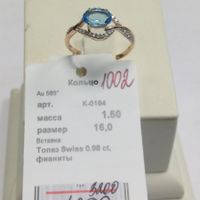 Кольцо 1002
Au 585°
арт. К-0184
масса 1.50
размер 16,0
Вставка:
Топаз Swiss 0.98 ct,
фианиты